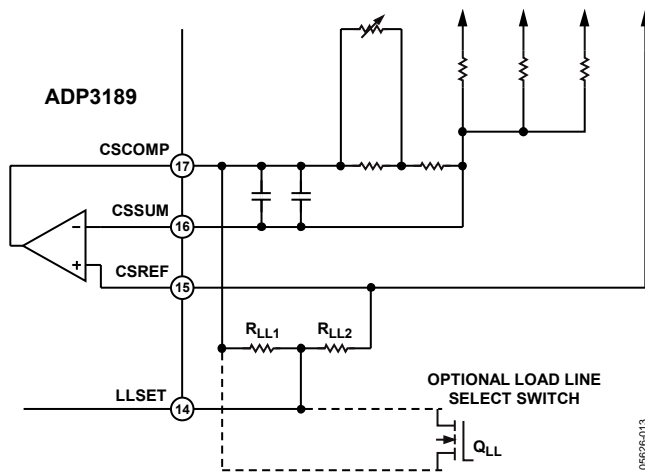 ADP3189
CSCOMP
17
CSSUM
16
−
+
CSREF
15
RLL1
RLL2
OPTIONAL LOAD LINE
SELECT SWITCH
LLSET
14
QLL
05626-013